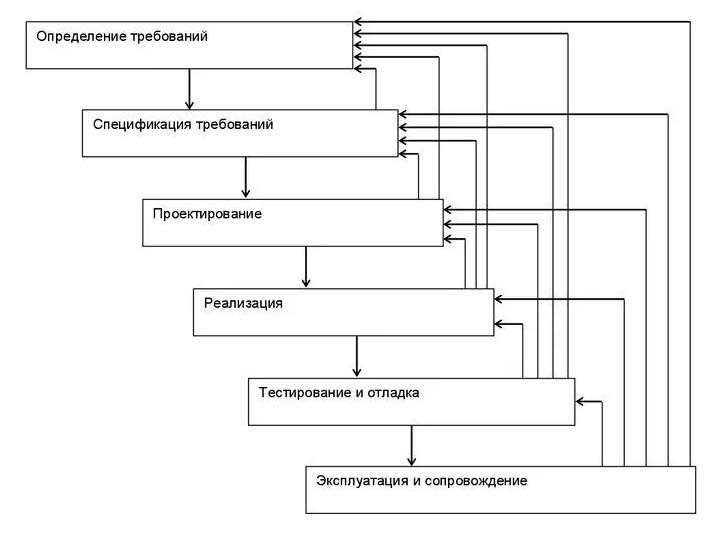 Определение требований
Спецификация требований
Проектирование
Реализация
Тестирование и отладка
Эксплуатация и сопровождение